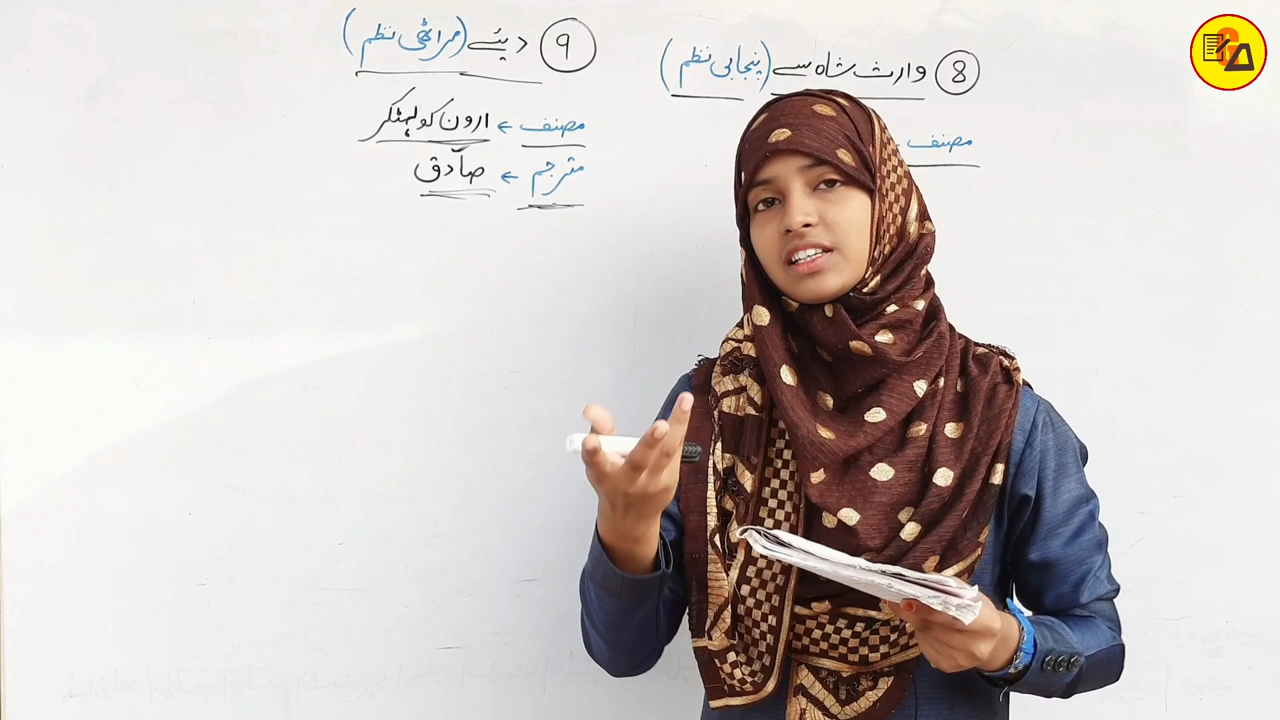 8 وارث شاہ سے (پنجابی نظم)
مصنف
9 دیئے (مراٹھی نظم)
مصنف ← ارون کولہٹکر
مترجم ← صادق